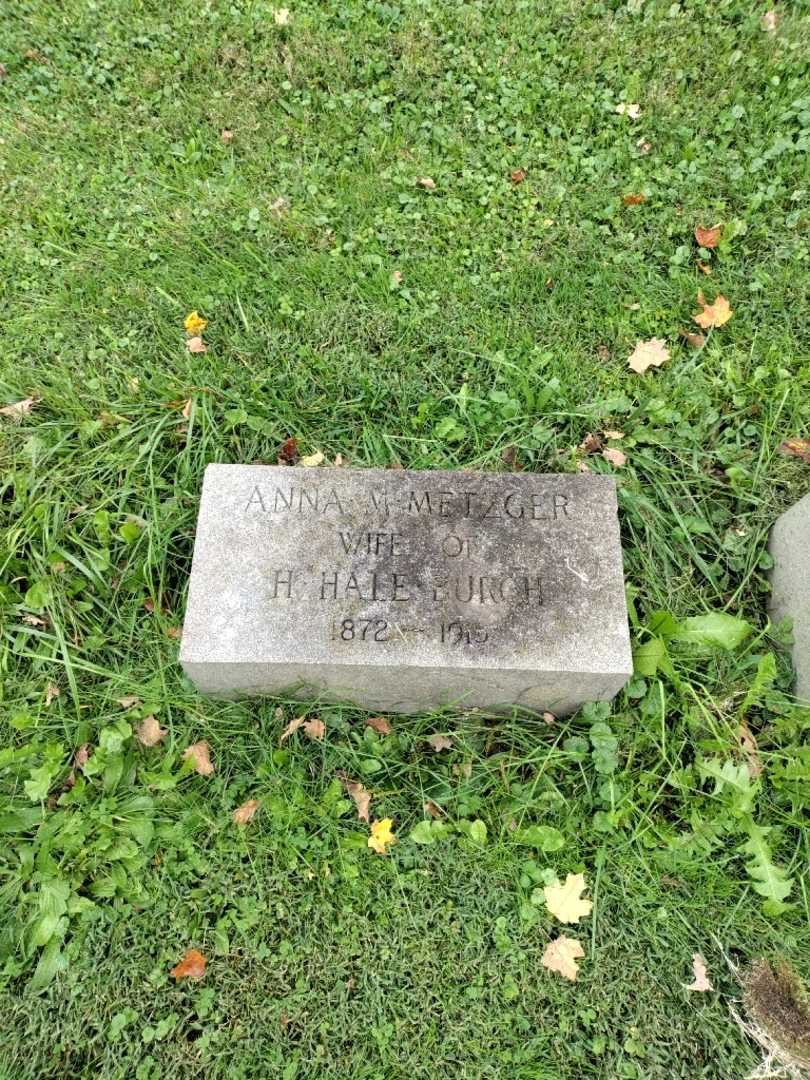 ANNA M METZGER
WIFE OF
H HALE BURCH
1872 — 1915